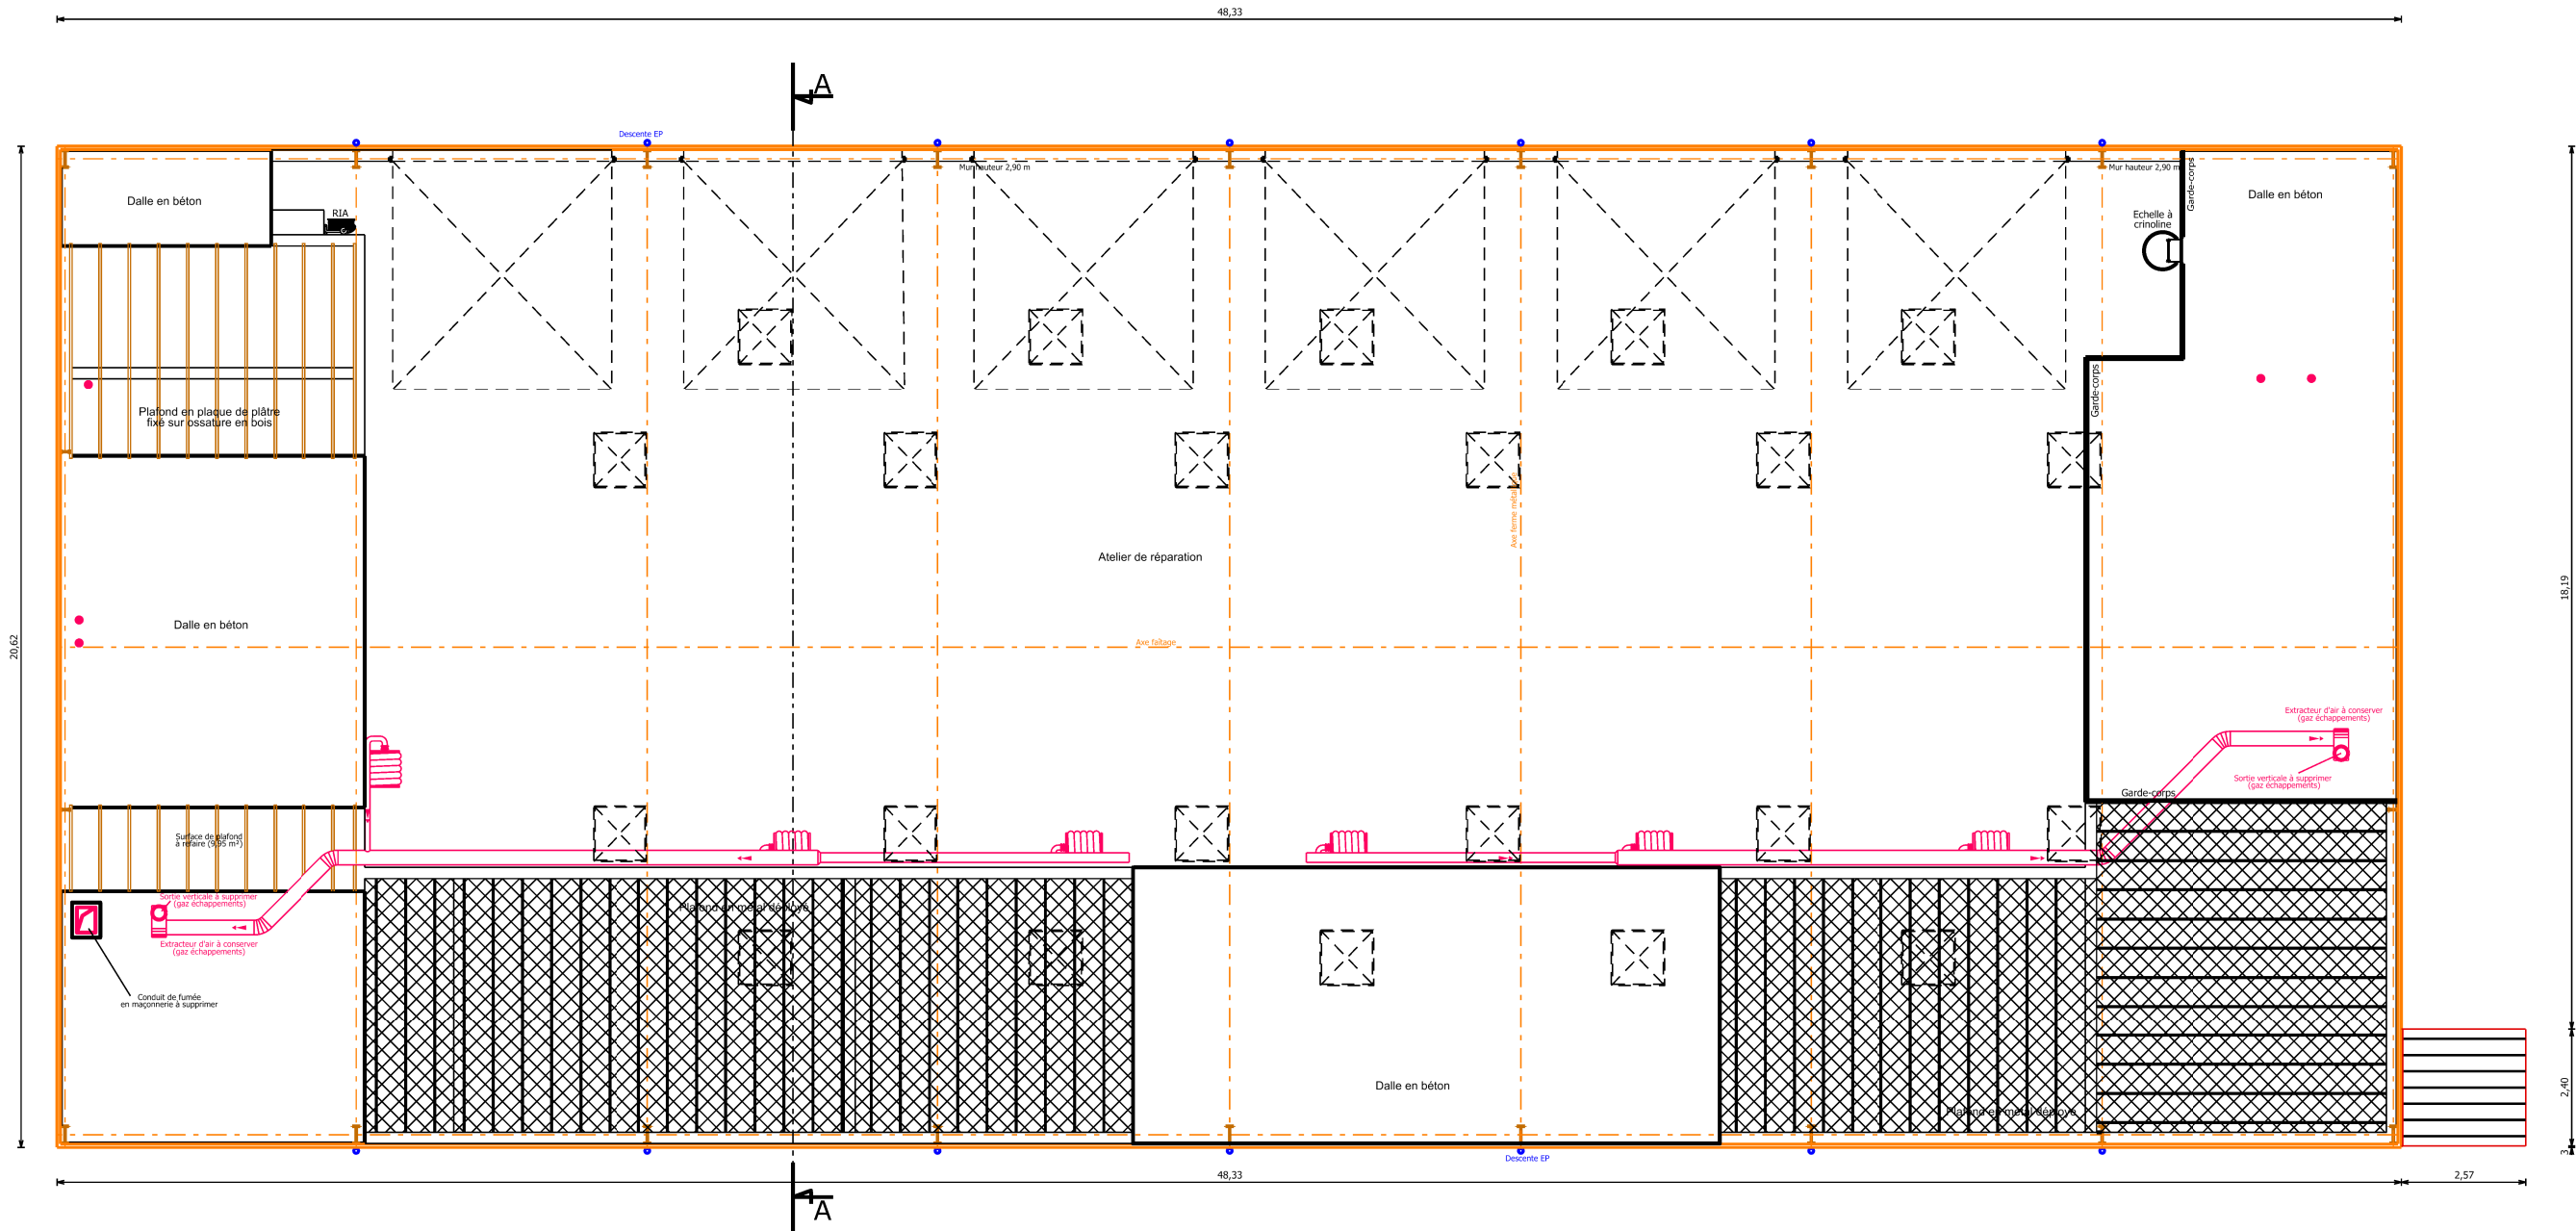 48,33
A
Descente EP
Mur hauteur 2,90 m
Mur hauteur 2,90 m
Garde-corps
Dalle en béton
Dalle en béton
RIA
Echelle à
crinoline
Garde-corps
Plafond en plaque de plâtre
fixé sur ossature en bois
Axe ferme métallique
Atelier de réparation
18,19
20,62
Dalle en béton
Axe faîtage
Extracteur d'air à conserver
(gaz échappements)
Sortie verticale à supprimer
(gaz échappements)
Garde-corps
Surface de plafond
à refaire (9,95 m²)
Sortie verticale à supprimer
(gaz échappements)
Plafond en métal déployé
Extracteur d'air à conserver
(gaz échappements)
Conduit de fumée
en maçonnerie à supprimer
Dalle en béton
Plafond en métal déployé
2,40
3
Descente EP
48,33
2,57
A